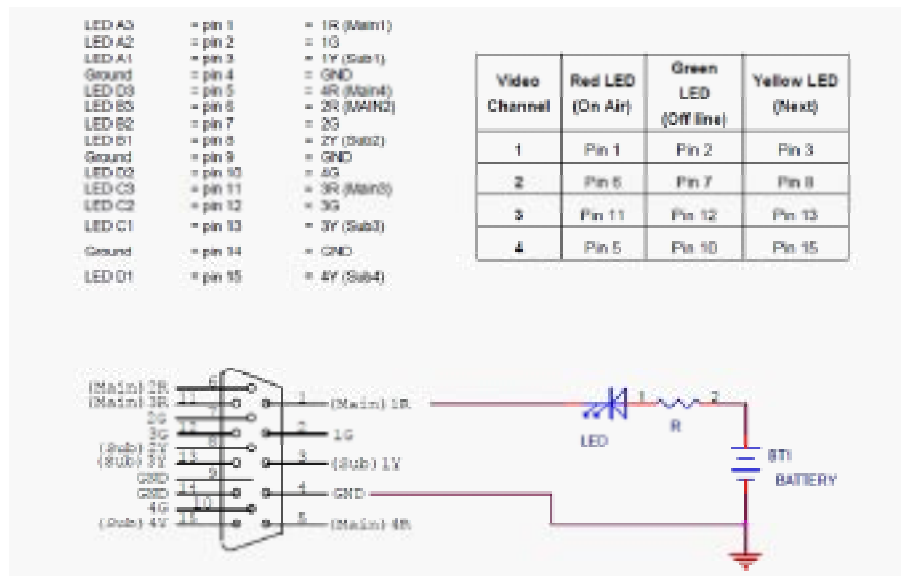 LED A3 = pin 1 = 1R (Main1)
LED A2 = pin 2 = 1G
LED A1 = pin 3 = 1Y (Sub1)
Ground = pin 4 = GND
LED D3 = pin 5 = 4R (Main4)
LED B3 = pin 6 = 2R (MAIN2)
LED B2 = pin 7 = 2G
LED B1 = pin 8 = 2Y (Sub2)
Ground = pin 9 = GND
LED D2 = pin 10 = 4G
LED C3 = pin 11 = 3R (Main3)
LED C2 = pin 12 = 3G
LED C1 = pin 13 = 3Y (Sub3)
Ground = pin 14 = GND
LED D1 = pin 15 = 4Y (Sub4)
Video Channel Red LED (On Air) Green LED (Off line) Yellow LED (Next)
1 Pin 1 Pin 2 Pin 3
2 Pin 6 Pin 7 Pin 8
3 Pin 11 Pin 12 Pin 13
4 Pin 5 Pin 10 Pin 15
(Main) 2R 6
(Main) 3R 11
2G 7
3G 12
(Sub) 2Y 8
(Sub) 3Y 13
GND 9
GND 14
4G 10
(Sub) 4Y 15
1 (Main) 1R
2 1G
3 (Sub) 1Y
4 GND
5 (Main) 4R
LED
1 2
R
BT1
BATTERY